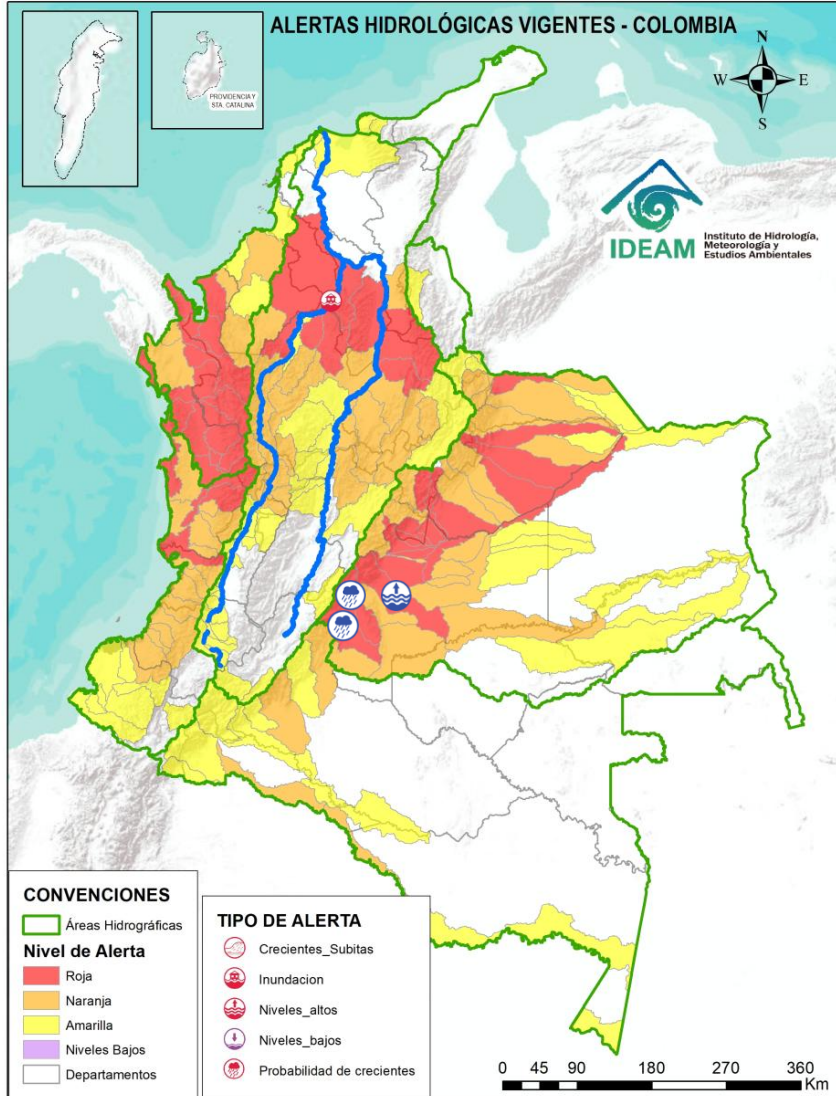 ALERTAS HIDROLÓGICAS VIGENTES - COLOMBIA
PROVIDENCIA Y
STA. CATALINA
N
W
E
S
IDEAM
Instituto de Hidrología,
Meteorología y
Estudios Ambientales
CONVENCIONES
Áreas Hidrográficas
Nivel de Alerta
Roja
Naranja
Amarilla
Niveles Bajos
Departamentos
TIPO DE ALERTA
Crecientes_Subitas
Inundacion
Niveles_altos
Niveles_bajos
Probabilidad de crecientes
0 45 90 180 270 360
Km